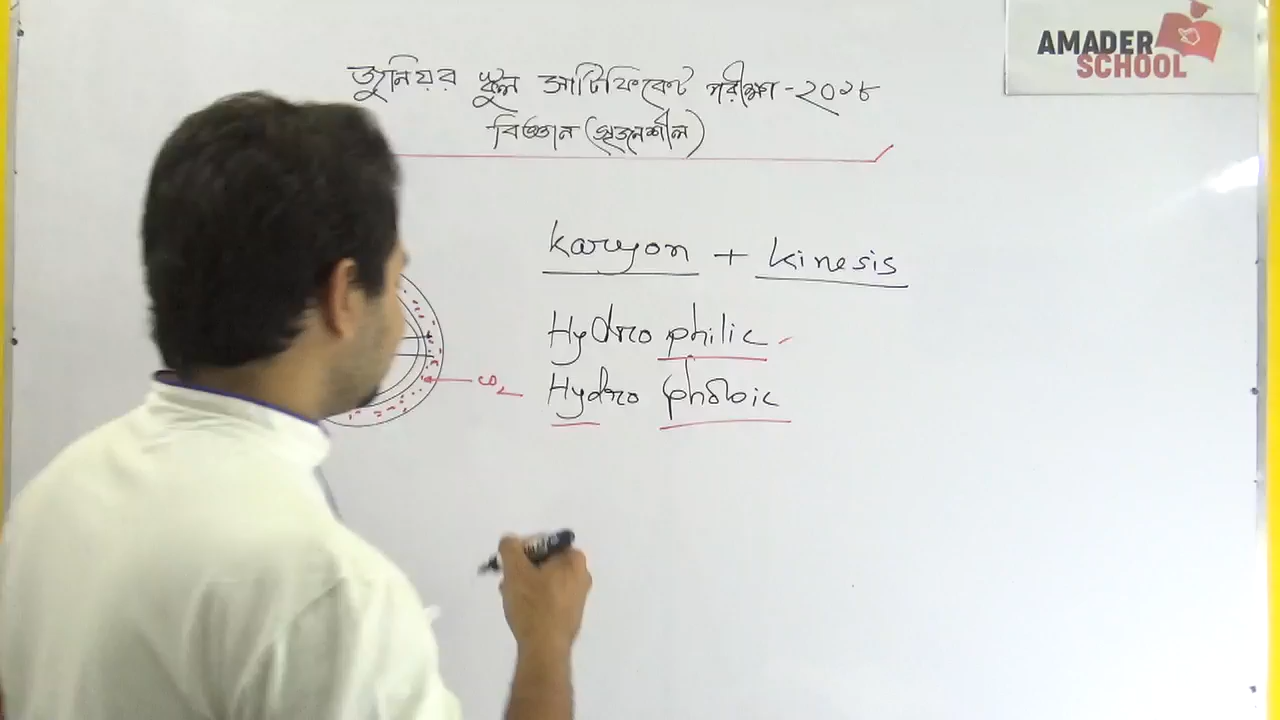 AMADER
SCHOOL
জুনিয়র স্কুল সার্টিফিকেট পরীক্ষা - ২০১৮
বিজ্ঞান (সৃজনশীল)
Karyon + Kinesis
Hydro philic
Hydro phobic